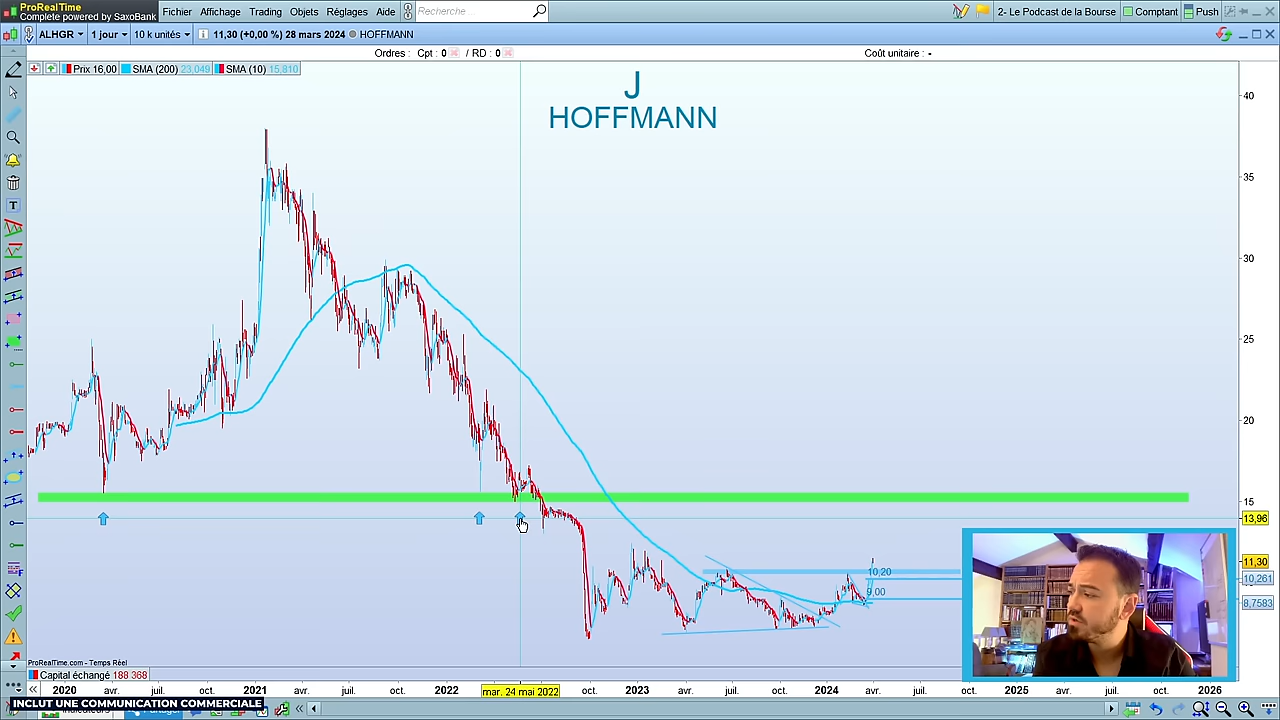 ProRealTime
Complete powered by SaxoBank
Fichier Affichage Trading Objets Réglages Aide
Recherche
2- Le Podcast de la Bourse Comptant Push
ALHGR 1 jour 10 k unités 11,30 (+0,00 %) 28 mars 2024 HOFFMANN
Ordres : Cpt : 0 / RD : 0 Coût unitaire : -
Prix 16,00 SMA (200) 23,049 SMA (10) 15,810
J
HOFFMANN
40
35
30
25
20
15
13,96
11,30
10,261
8,7583
10,20
9,00
ProRealTime.com - Temps Réel
Capital échangé 188 368
2020 avr. juil. oct. 2021 avr. juil. oct. 2022 mar. 24 mai 2022 oct. 2023 avr. juil. oct. 2024 avr. juil. oct. 2025 avr. juil. oct. 2026
INCLUT UNE COMMUNICATION COMMERCIALE